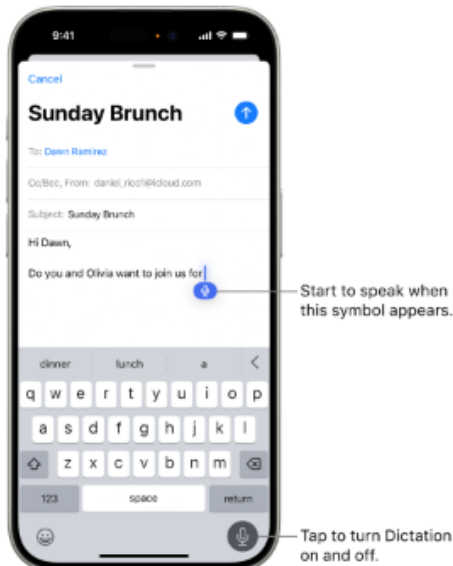 9:41
Cancel
Sunday Brunch
To: Dawn Ramirez
Cc/Bcc, From: daniel_rico1@icloud.com
Subject: Sunday Brunch
Hi Dawn,
Do you and Olivia want to join us for
Start to speak when
this symbol appears.
dinner lunch a
q w e r t y u i o p
a s d f g h j k l
z x c v b n m
123 space return
Tap to turn Dictation
on and off.